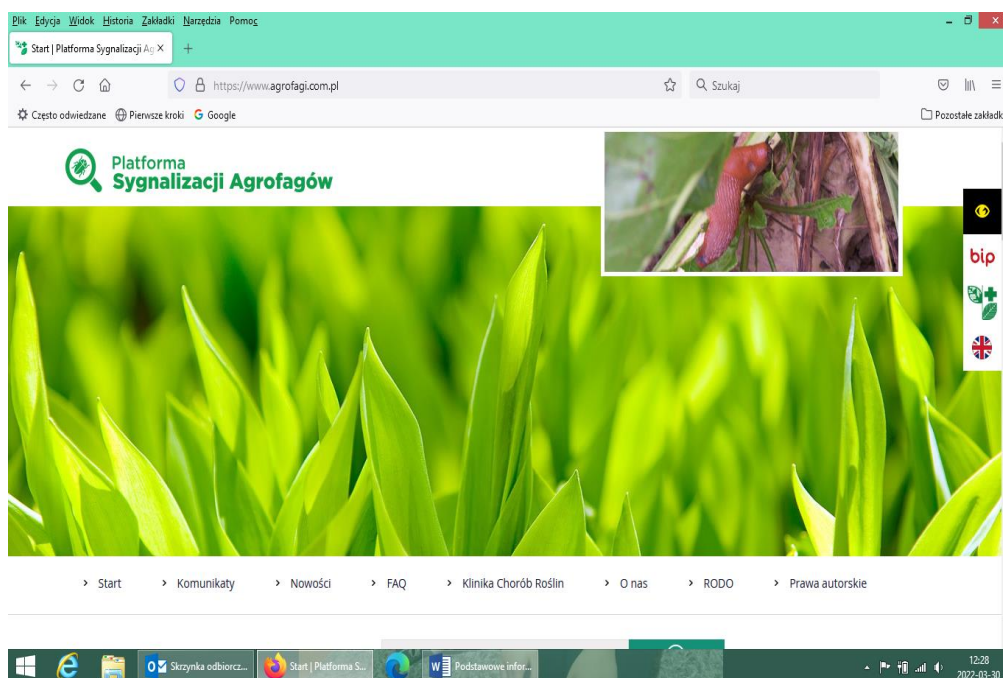 Plik Edycja Widok Historia Zakładki Narzędzia Pomoc
Start | Platforma Sygnalizacji Ag
https://www.agrofagi.com.pl
Szukaj
Często odwiedzane Pierwsze kroki Google
Pozostałe zakładk
Platforma
Sygnalizacji Agrofagów
bip
Start Komunikaty Nowości FAQ Klinika Chorób Roślin O nas RODO Prawa autorskie
Skrzynka odbiorcz... Start | Platforma S... Podstawowe infor...
12:28
2022-03-30